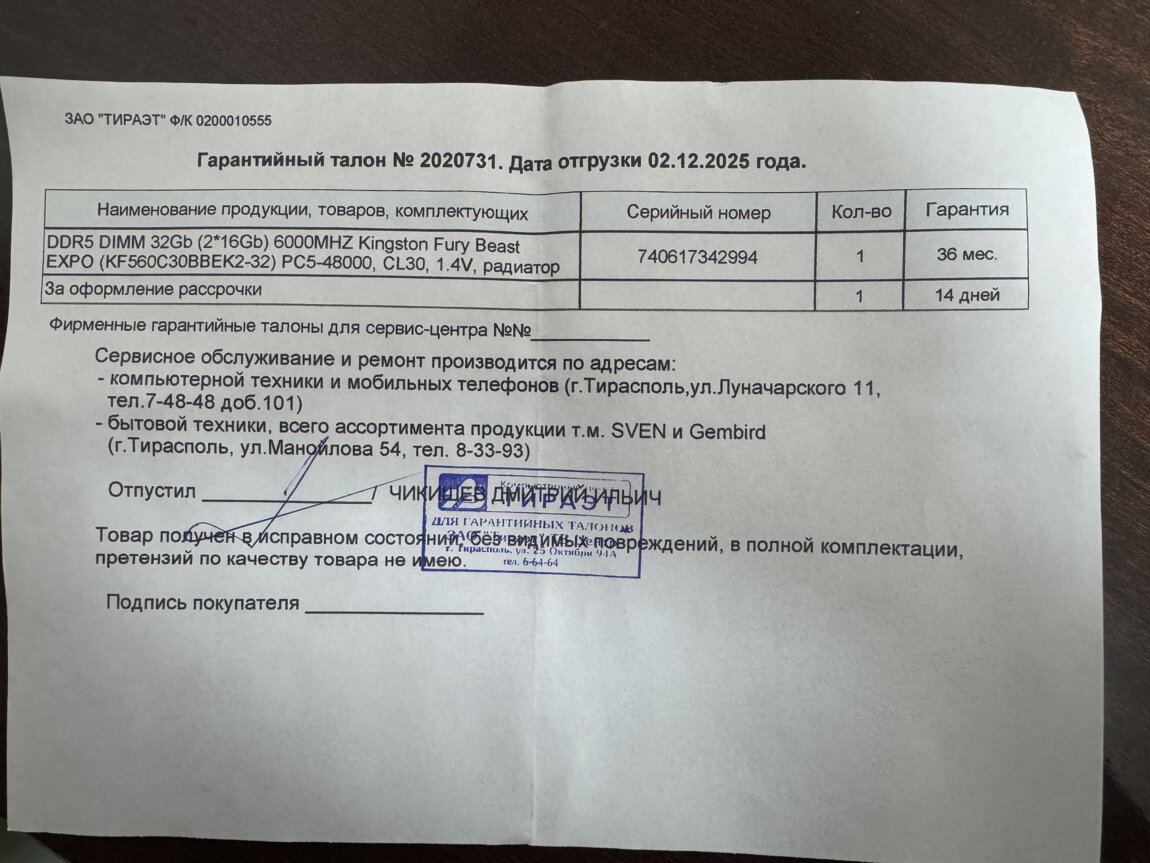 ЗАО "ТИРАЭТ" Ф/К 0200010555
Гарантийный талон № 2020731. Дата отгрузки 02.12.2025 года.
Наименование продукции, товаров, комплектующих Серийный номер Кол-во Гарантия
DDR5 DIMM 32Gb (2*16Gb) 6000MHZ Kingston Fury Beast
EXPO (KF560C30BBEK2-32) PC5-48000, CL30, 1.4V, радиатор 740617342994 1 36 мес.
За оформление рассрочки 1 14 дней
Фирменные гарантийные талоны для сервис-центра №№
Сервисное обслуживание и ремонт производится по адресам:
- компьютерной техники и мобильных телефонов (г.Тирасполь,ул.Луначарского 11,
тел.7-48-48 доб.101)
- бытовой техники, всего ассортимента продукции т.м. SVEN и Gembird
(г.Тирасполь, ул.Манойлова 54, тел. 8-33-93)
Отпустил / ЧИКИШЕВ ДМИТРИЙ ИЛЬИЧ
ТИРАЭТ
ДЛЯ ГАРАНТИЙНЫХ ТАЛОНОВ
г. Тирасполь, ул. 25 Октября 94А
тел. 6-64-64
Товар получен в исправном состоянии, без видимых повреждений, в полной комплектации,
претензий по качеству товара не имею.
Подпись покупателя